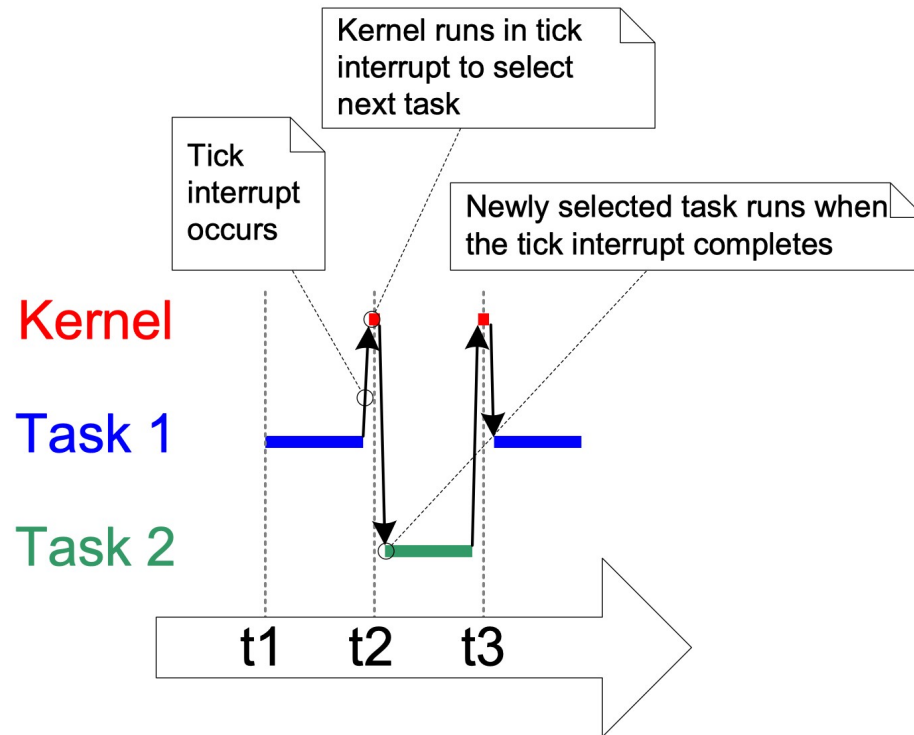 Kernel runs in tick
interrupt to select
next task
Tick
interrupt
occurs
Newly selected task runs when
the tick interrupt completes
Kernel
Task 1
Task 2
t1 t2 t3